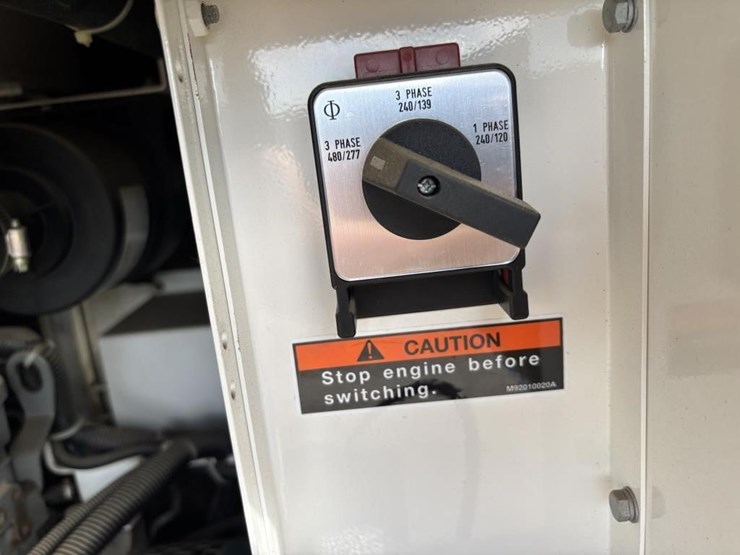 Φ
3 PHASE
240/139
3 PHASE
480/277
1 PHASE
240/120
CAUTION
Stop engine before
switching.
M92010020A